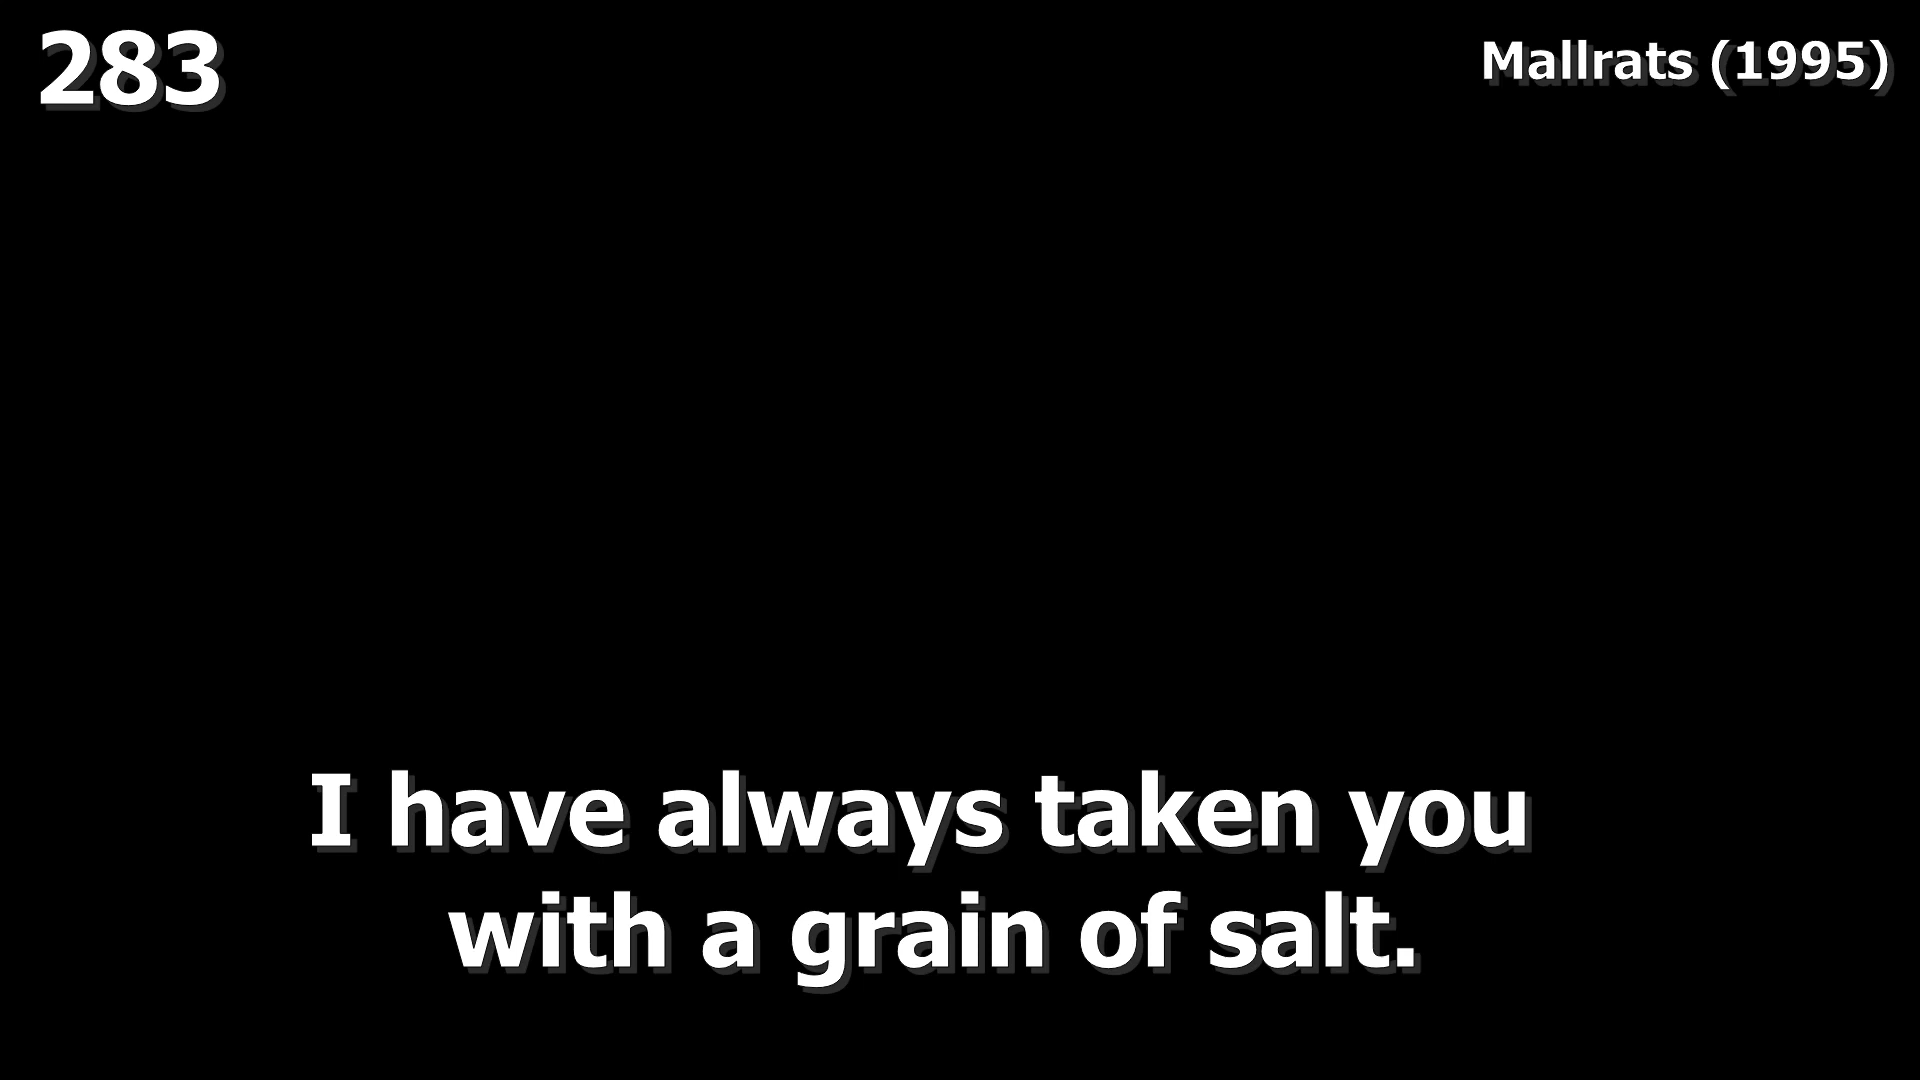 283
Mallrats (1995)
I have always taken you
with a grain of salt.